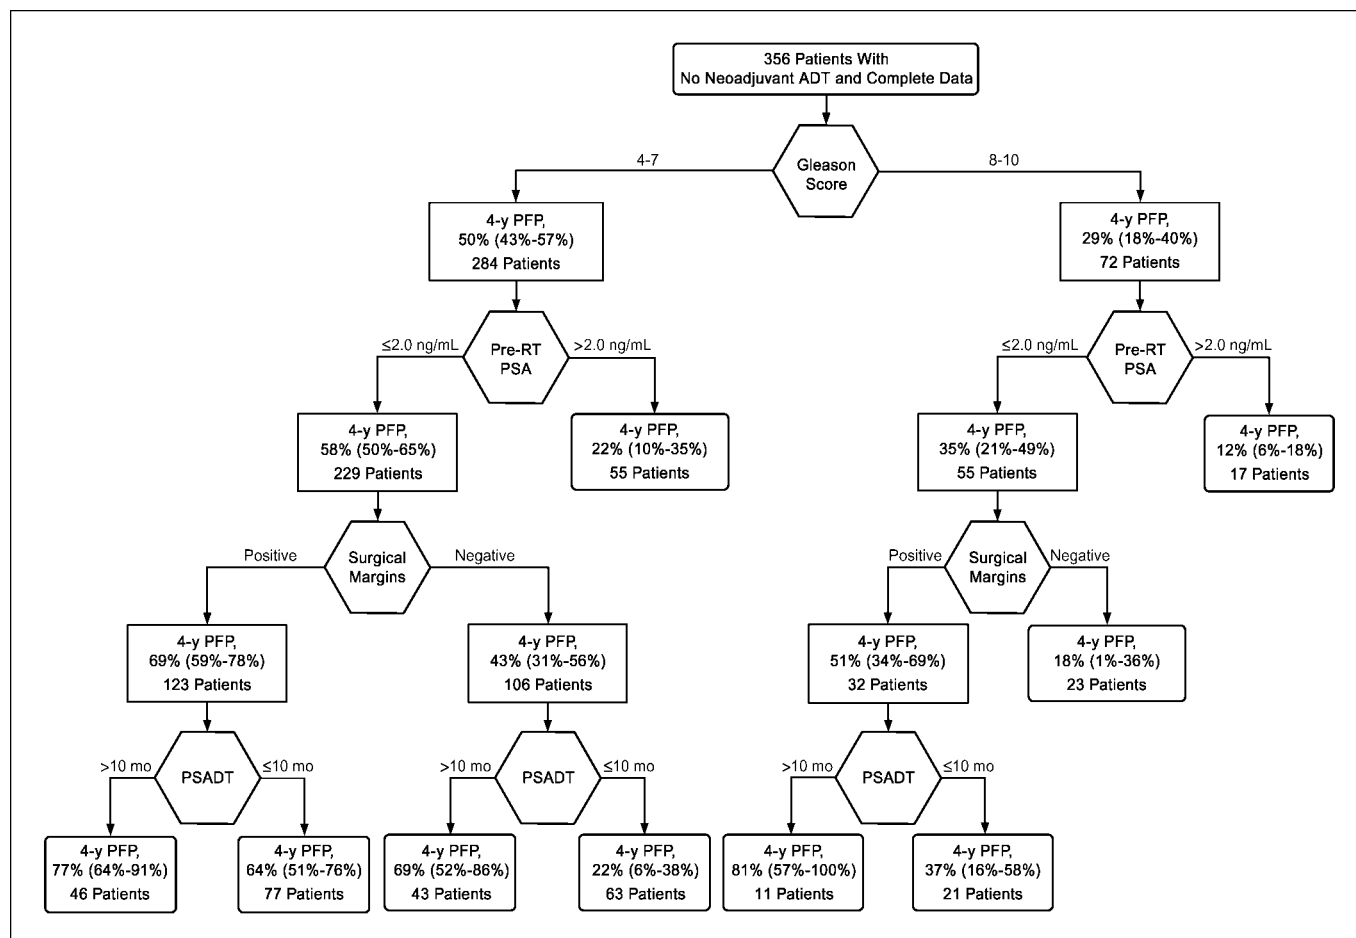 356 Patients With
No Neoadjuvant ADT and Complete Data
4-7
Gleason
Score
8-10
4-y PFP,
50% (43%-57%)
284 Patients
4-y PFP,
29% (18%-40%)
72 Patients
≤2.0 ng/mL
Pre-RT
PSA
>2.0 ng/mL
≤2.0 ng/mL
Pre-RT
PSA
>2.0 ng/mL
4-y PFP,
58% (50%-65%)
229 Patients
4-y PFP,
22% (10%-35%)
55 Patients
4-y PFP,
35% (21%-49%)
55 Patients
4-y PFP,
12% (6%-18%)
17 Patients
Positive
Surgical
Margins
Negative
Positive
Surgical
Margins
Negative
4-y PFP,
69% (59%-78%)
123 Patients
4-y PFP,
43% (31%-56%)
106 Patients
4-y PFP,
51% (34%-69%)
32 Patients
4-y PFP,
18% (1%-36%)
23 Patients
>10 mo
PSADT
≤10 mo
>10 mo
PSADT
≤10 mo
>10 mo
PSADT
≤10 mo
4-y PFP,
77% (64%-91%)
46 Patients
4-y PFP,
64% (51%-76%)
77 Patients
4-y PFP,
69% (52%-86%)
43 Patients
4-y PFP,
22% (6%-38%)
63 Patients
4-y PFP,
81% (57%-100%)
11 Patients
4-y PFP,
37% (16%-58%)
21 Patients